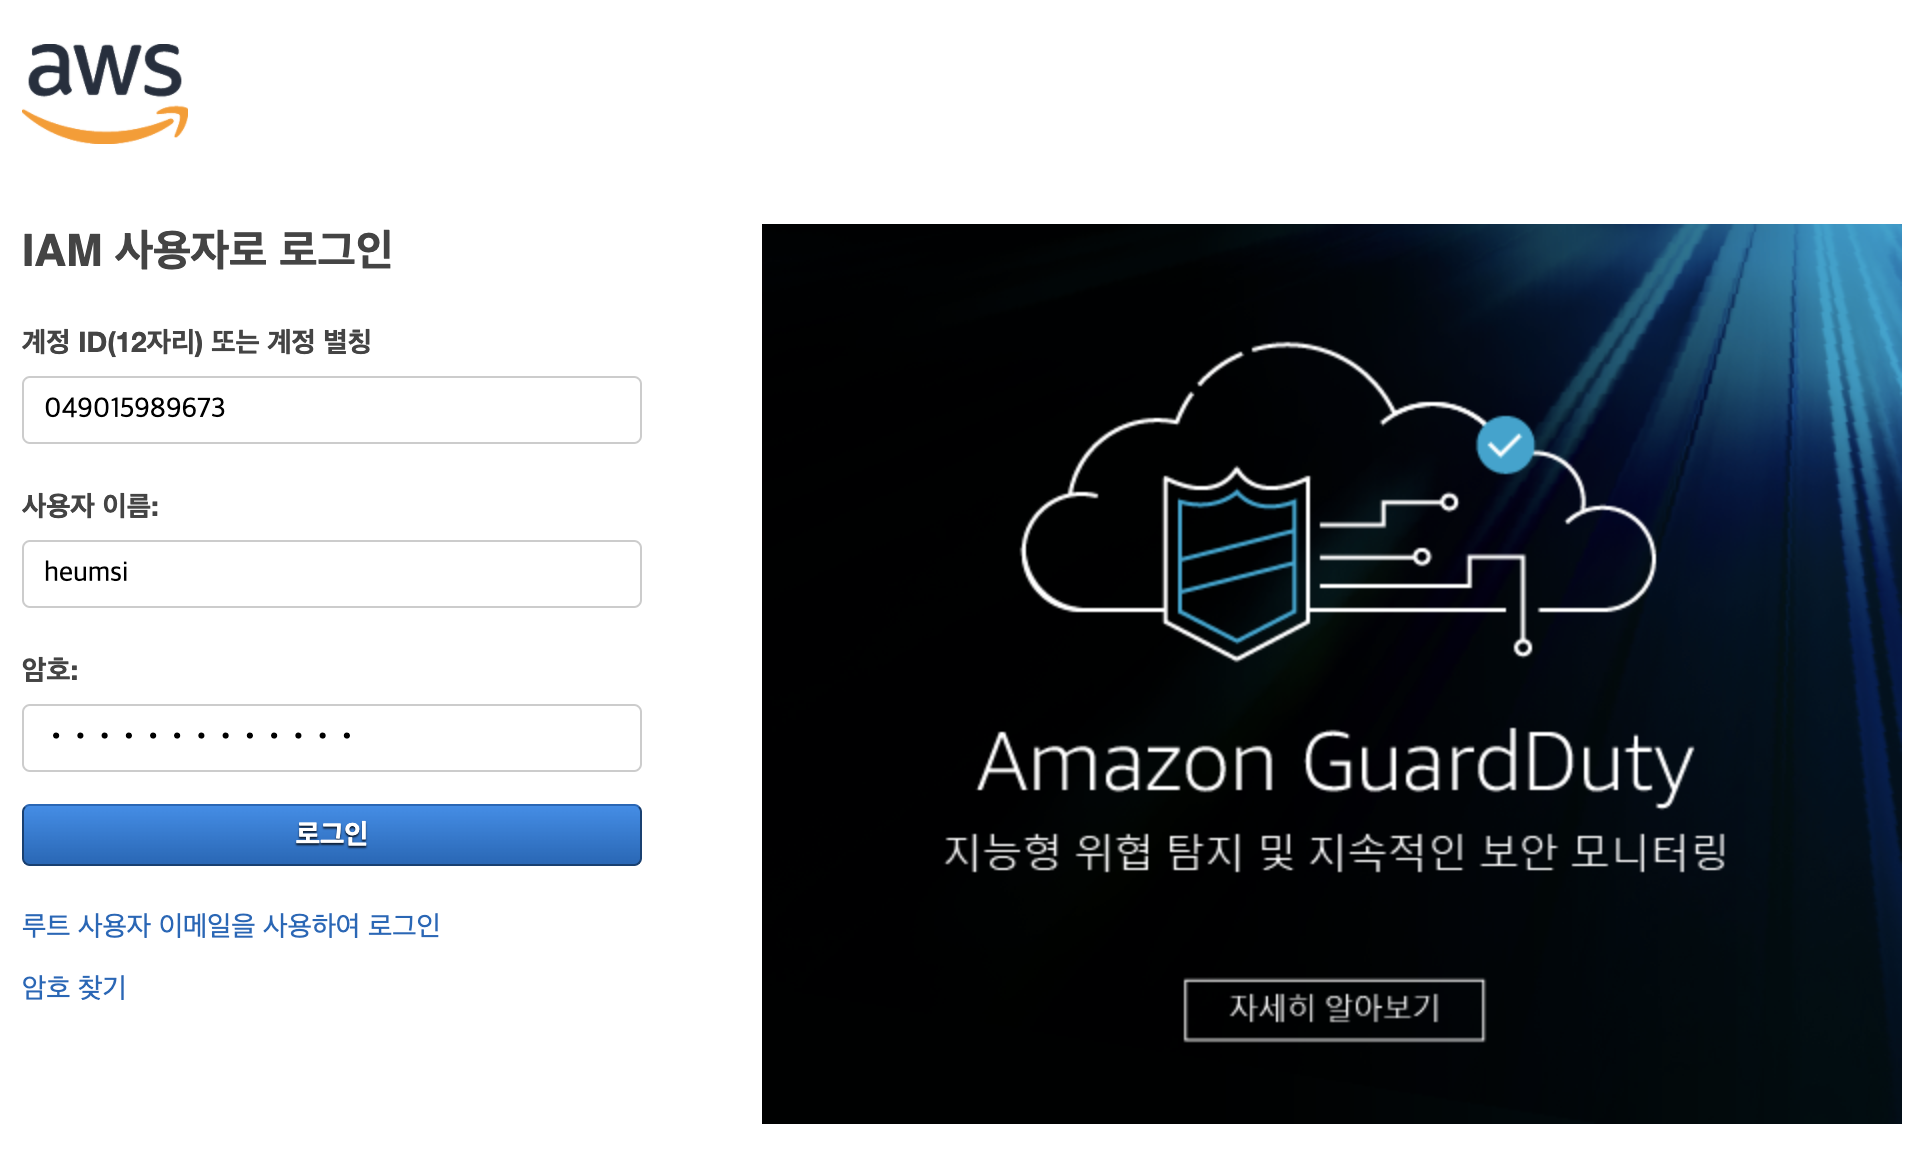 aws
IAM 사용자로 로그인
계정 ID(12자리) 또는 계정 별칭
049015989673
사용자 이름:
heumsi
암호:
•••••••••••••
로그인
루트 사용자 이메일을 사용하여 로그인
암호 찾기
Amazon GuardDuty
지능형 위협 탐지 및 지속적인 보안 모니터링
자세히 알아보기